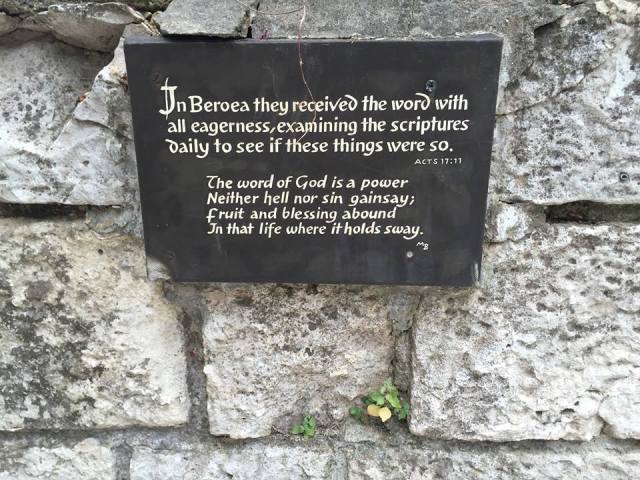 In Beroea they received the word with
all eagerness, examining the scriptures
daily to see if these things were so.
ACTS 17:11
The word of God is a power
Neither hell nor sin gainsay;
Fruit and blessing abound
In that life where it holds sway.
MB